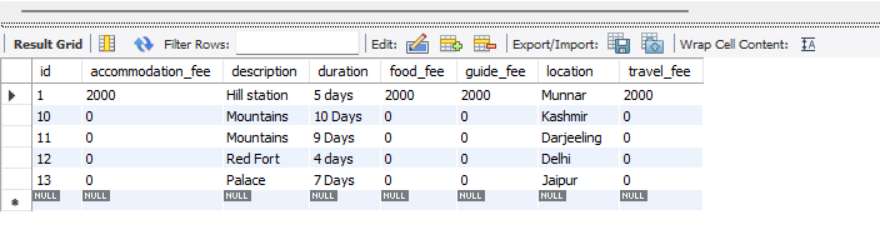 Result Grid Filter Rows: Edit: Export/Import: Wrap Cell Content: IA
id accommodation_fee description duration food_fee guide_fee location travel_fee
1 2000 Hill station 5 days 2000 2000 Munnar 2000
10 0 Mountains 10 Days 0 0 Kashmir 0
11 0 Mountains 9 Days 0 0 Darjeeling 0
12 0 Red Fort 4 days 0 0 Delhi 0
13 0 Palace 7 Days 0 0 Jaipur 0
NULL NULL NULL NULL NULL NULL NULL NULL